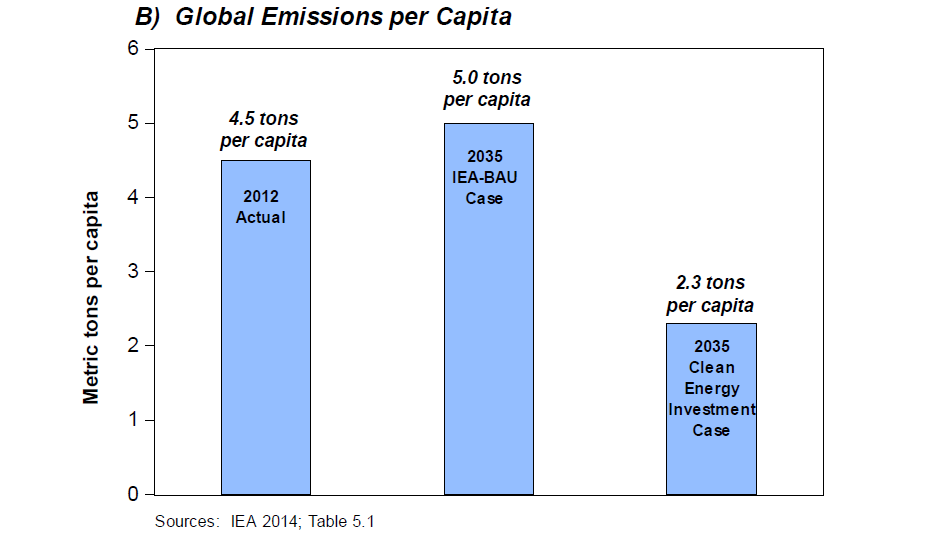 B) Global Emissions per Capita
6
5
4
3
2
1
0
Metric tons per capita
4.5 tons
per capita
2012
Actual
5.0 tons
per capita
2035
IEA-BAU
Case
2.3 tons
per capita
2035
Clean
Energy
Investment
Case
Sources: IEA 2014; Table 5.1